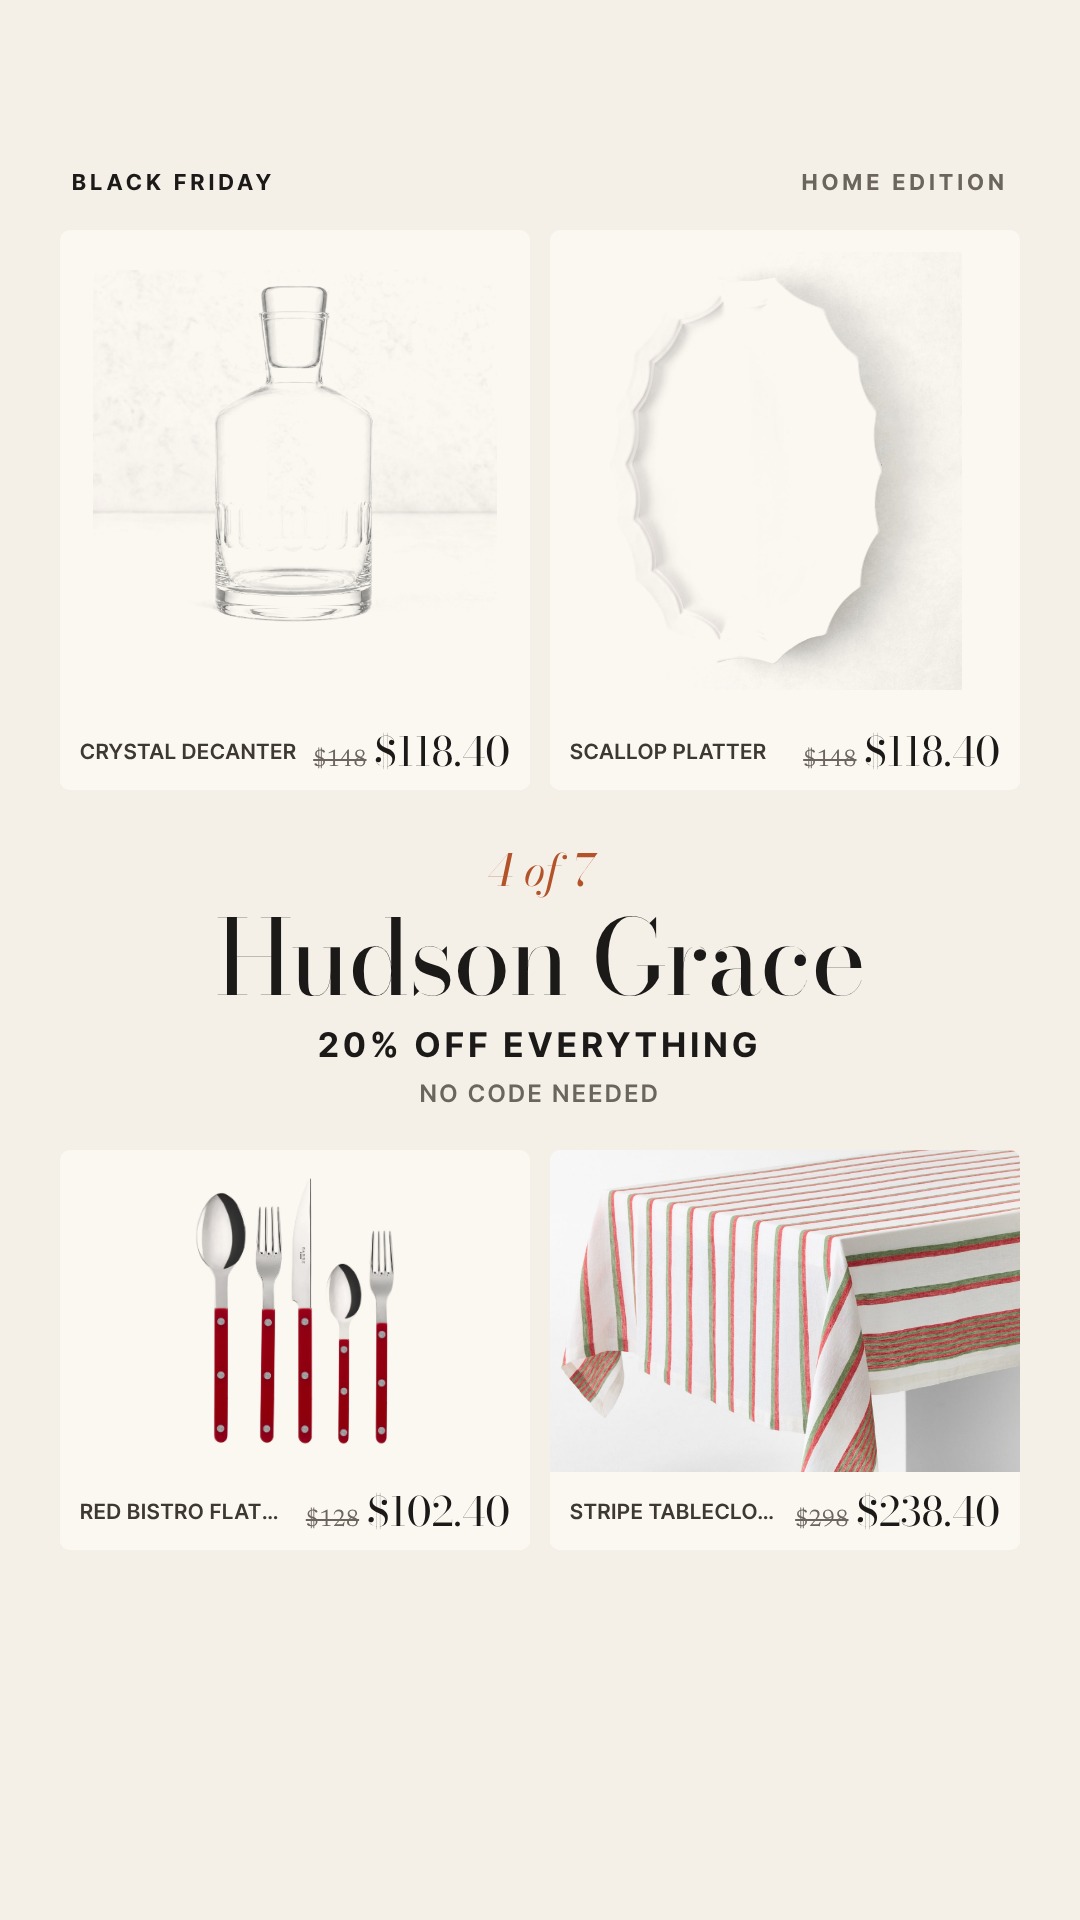 BLACK FRIDAY
HOME EDITION
CRYSTAL DECANTER $148 $118.40
SCALLOP PLATTER $148 $118.40
4 of 7
Hudson Grace
20% OFF EVERYTHING
NO CODE NEEDED
RED BISTRO FLAT... $128 $102.40
STRIPE TABLECLO... $298 $238.40